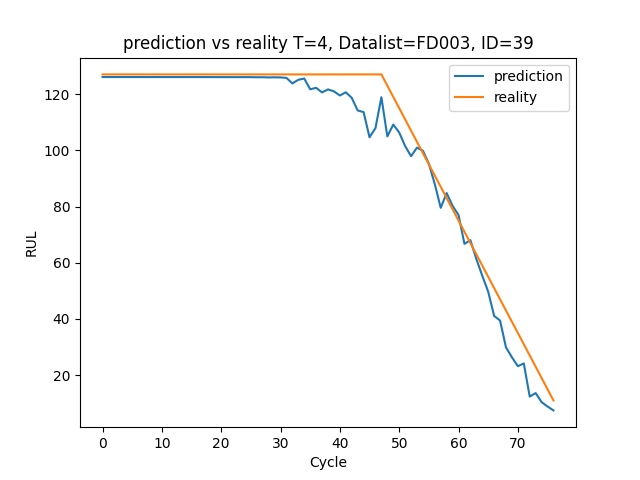 prediction vs reality T=4, Datalist=FD003, ID=39
prediction
reality
120
100
80
60
40
20
RUL
0 10 20 30 40 50 60 70
Cycle